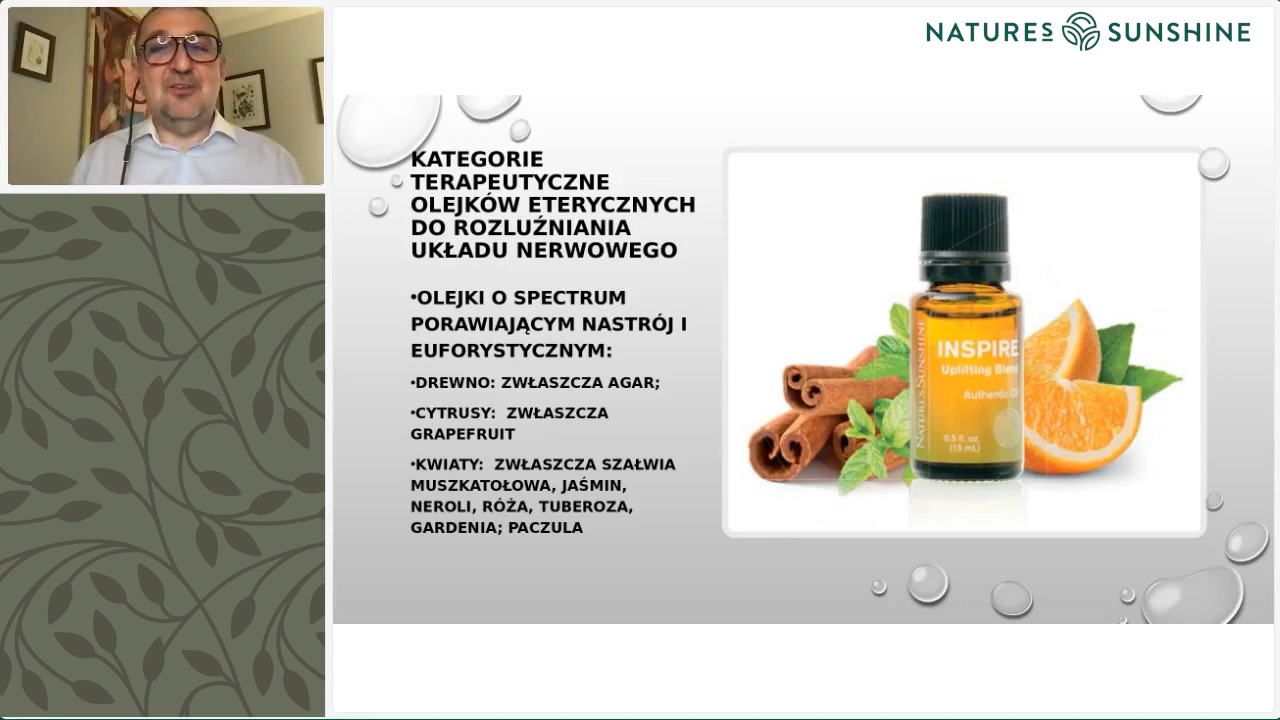 NATURE'S SUNSHINE
KATEGORIE
TERAPEUTYCZNE
OLEJKÓW ETERYCZNYCH
DO ROZLUŹNIANIA
UKŁADU NERWOWEGO
•OLEJKI O SPECTRUM
PORAWIAJĄCYM NASTRÓJ I
EUFORYSTYCZNYM:
•DREWNO: ZWŁASZCZA AGAR;
•CYTRUSY: ZWŁASZCZA
GRAPEFRUIT
•KWIATY: ZWŁASZCZA SZAŁWIA
MUSZKATOŁOWA, JAŚMIN,
NEROLI, RÓŻA, TUBEROZA,
GARDENIA; PACZULA
NATURE'S SUNSHINE
INSPIRE
Uplifting Blend
Authentic
0.5 fl. oz.
(15 mL)